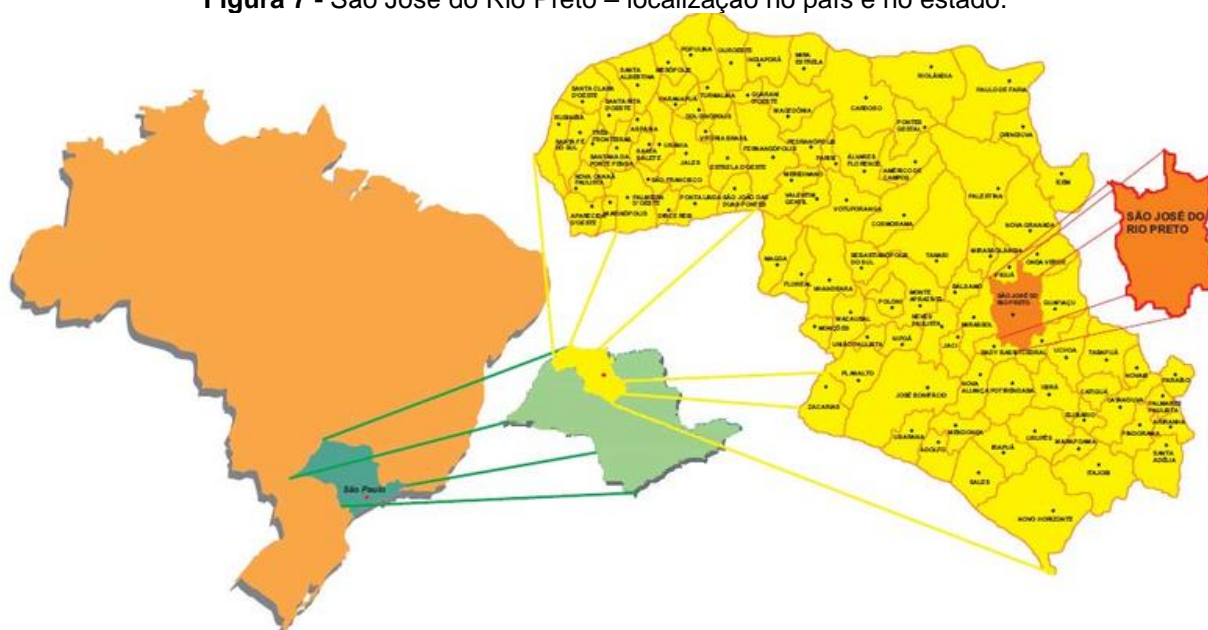 Figura 7 - São José do Rio Preto – localização no país e no estado.
POPULINA
OUROESTE
MESÓPOLIS
INDIAPORÃ
MIRA
ESTRELA
SANTA
ALBERTINA
RIOLÂNDIA
PAULO DE FARIA
SANTA CLARA
D'OESTE
SANTA RITA
D'OESTE
PARANAPUÃ
TURMALINA
GUARANI
D'OESTE
CARDOSO
RUBINÉIA
DOLCINÓPOLIS
MACEDÔNIA
PONTES
GESTAL
ORINDIÚVA
SANTA FÉ
DO SUL
TRÊS
FRONTEIRAS
ASPÁSIA
URÂNIA
VITÓRIA BRASIL
FERNANDÓPOLIS
PEDRANÓPOLIS
PARISI
ÁLVARES
FLORENCE
AMÉRICO DE
CAMPOS
SANTANA DA
PONTE PENSA
SANTA
SALETE
JALES
ESTRELA D'OESTE
MERIDIANO
ICÉM
NOVA CANAÃ
PAULISTA
SÃO FRANCISCO
VALENTIM
GENTIL
VOTUPORANGA
PALESTINA
APARECIDA
D'OESTE
MARINÓPOLIS
PALMEIRA
D'OESTE
DIRCE REIS
PONTALINDA
SÃO JOÃO DAS
DUAS PONTES
COSMORAMA
NOVA GRANADA
SÃO JOSÉ DO
RIO PRETO
MAGDA
FLOREAL
NHANDEARA
SEBASTIANÓPOLIS
DO SUL
TANABI
MIRASSOLÂNDIA
ONDA VERDE
IPIGUÁ
BÁLSAMO
MONTE
APRAZÍVEL
POLONI
SÃO JOSÉ DO
RIO PRETO
GUAPIAÇU
MONÇÕES
MACAUBAL
NEVES
PAULISTA
MIRASSOL
UNIÃO PAULISTA
NIPOÃ
JACI
BADY BASSITT
CEDRAL
UCHOA
TABAPUÃ
PLANALTO
ZACARIAS
JOSÉ BONIFÁCIO
NOVA
ALIANÇA
POTIRENDABA
IBIRÁ
CATIGUÁ
NOVAIS
PARAÍSO
CATANDUVA
PALMARES
PAULISTA
ELISIÁRIO
UBARANA
ADOLFO
MENDONÇA
IRAPUÃ
URUPÊS
MARAPOAMA
PINDORAMA
ARIRANHA
SANTA
ADÉLIA
SALES
ITAJOBI
NOVO HORIZONTE
São Paulo